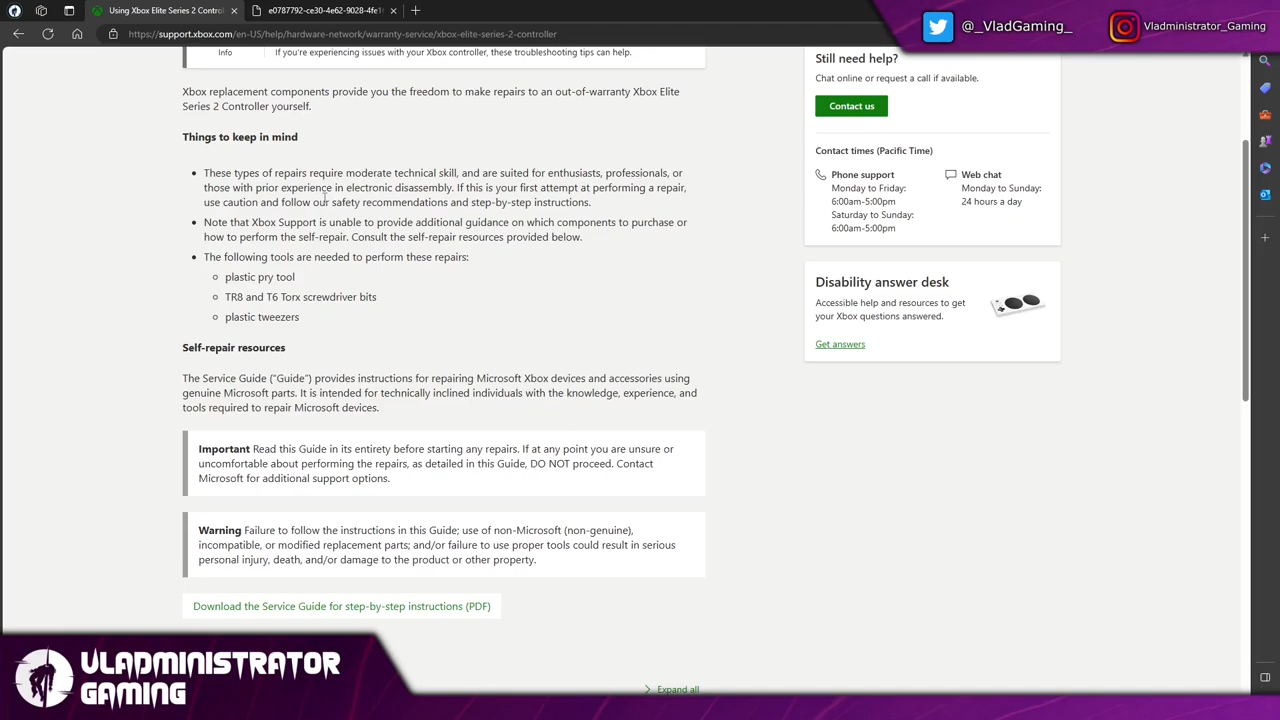 Using Xbox Elite Series 2 Control
e0787792-ce30-4e62-9028-4fe1
https://support.xbox.com/en-US/help/hardware-network/warranty-service/xbox-elite-series-2-controller
@_VladGaming_
Vladministrator_Gaming
Info
If you're experiencing issues with your Xbox controller, these troubleshooting tips can help.
Xbox replacement components provide you the freedom to make repairs to an out-of-warranty Xbox Elite
Series 2 Controller yourself.
Things to keep in mind
These types of repairs require moderate technical skill, and are suited for enthusiasts, professionals, or
those with prior experience in electronic disassembly. If this is your first attempt at performing a repair,
use caution and follow our safety recommendations and step-by-step instructions.
Note that Xbox Support is unable to provide additional guidance on which components to purchase or
how to perform the self-repair. Consult the self-repair resources provided below.
The following tools are needed to perform these repairs:
plastic pry tool
TR8 and T6 Torx screwdriver bits
plastic tweezers
Self-repair resources
The Service Guide ("Guide") provides instructions for repairing Microsoft Xbox devices and accessories using
genuine Microsoft parts. It is intended for technically inclined individuals with the knowledge, experience, and
tools required to repair Microsoft devices.
Important Read this Guide in its entirety before starting any repairs. If at any point you are unsure or
uncomfortable about performing the repairs, as detailed in this Guide, DO NOT proceed. Contact
Microsoft for additional support options.
Warning Failure to follow the instructions in this Guide; use of non-Microsoft (non-genuine),
incompatible, or modified replacement parts; and/or failure to use proper tools could result in serious
personal injury, death, and/or damage to the product or other property.
Download the Service Guide for step-by-step instructions (PDF)
Expand all
Still need help?
Chat online or request a call if available.
Contact us
Contact times (Pacific Time)
Phone support
Monday to Friday:
6:00am-5:00pm
Saturday to Sunday:
6:00am-5:00pm
Web chat
Monday to Sunday:
24 hours a day
Disability answer desk
Accessible help and resources to get
your Xbox questions answered.
Get answers
VLADMINISTRATOR
GAMING